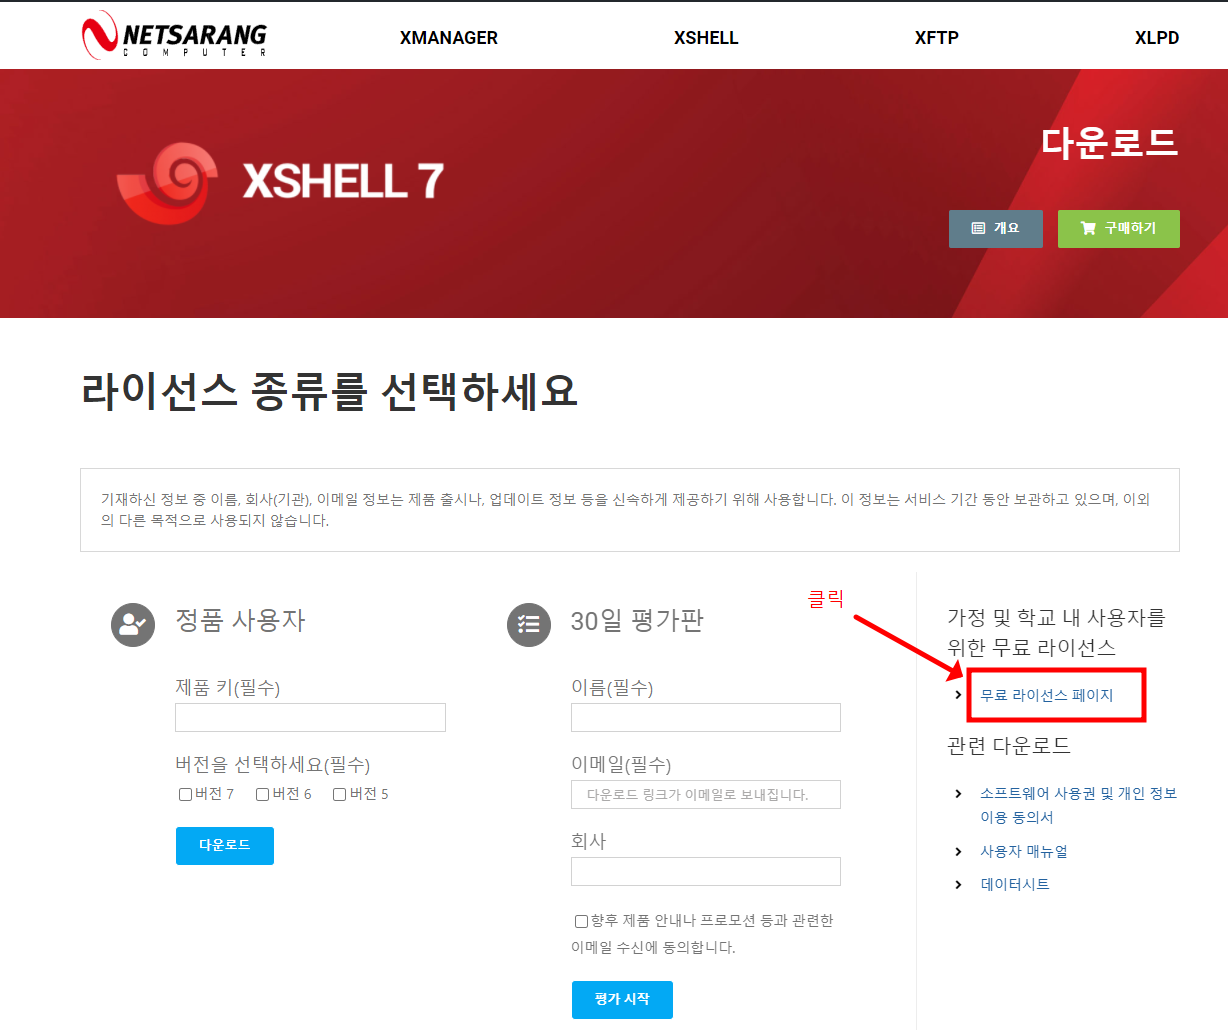 NETSARANG
COMPUTER
XMANAGER
XSHELL
XFTP
XLPD
XSHELL 7
다운로드
개요
구매하기
라이선스 종류를 선택하세요
기재하신 정보 중 이름, 회사(기관), 이메일 정보는 제품 출시나, 업데이트 정보 등을 신속하게 제공하기 위해 사용합니다. 이 정보는 서비스 기간 동안 보관하고 있으며, 이외
의 다른 목적으로 사용되지 않습니다.
정품 사용자
제품 키(필수)
버전을 선택하세요(필수)
버전 7 버전 6 버전 5
다운로드
30일 평가판
이름(필수)
이메일(필수)
다운로드 링크가 이메일로 보내집니다.
회사
향후 제품 안내나 프로모션 등과 관련한
이메일 수신에 동의합니다.
평가 시작
클릭
가정 및 학교 내 사용자를
위한 무료 라이선스
무료 라이선스 페이지
관련 다운로드
소프트웨어 사용권 및 개인 정보
이용 동의서
사용자 매뉴얼
데이터시트